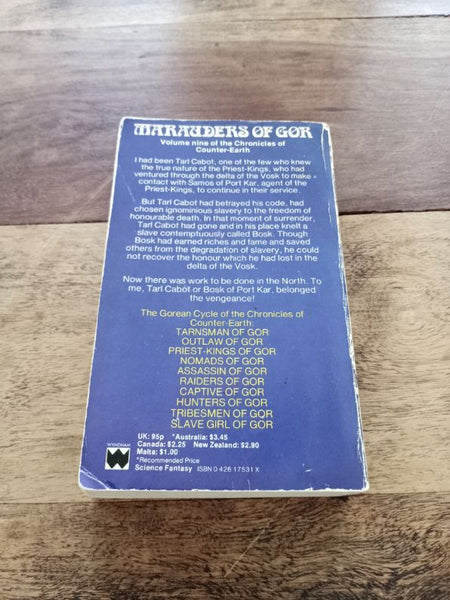 MARAUDERS OF GOR
Volume nine of the Chronicles of
Counter-Earth
I had been Tarl Cabot, one of the few who knew
the true nature of the Priest-Kings, who had
ventured through the delta of the Vosk to make
contact with Samos of Port Kar, agent of the
Priest-Kings, to continue in their service.
But Tarl Cabot had betrayed his code, had
chosen ignominious slavery to the freedom of
honourable death. In that moment of surrender,
Tarl Cabot had gone and in his place knelt a
slave contemptuously called Bosk. Though
Bosk had earned riches and fame and saved
others from the degradation of slavery, he could
not recover the honour which he had lost in the
delta of the Vosk.
Now there was work to be done in the North. To
me, Tarl Cabot or Bosk of Port Kar, belonged
the vengeance!
The Gorean Cycle of the Chronicles of
Counter-Earth:
TARNSMAN OF GOR
OUTLAW OF GOR
PRIEST-KINGS OF GOR
NOMADS OF GOR
ASSASSIN OF GOR
RAIDERS OF GOR
CAPTIVE OF GOR
HUNTERS OF GOR
TRIBESMEN OF GOR
SLAVE GIRL OF GOR
UK: 95p *Australia: $3.45
Canada: $2.25 New Zealand: $2.90
Malta: $1.00
*Recommended Price
Science Fantasy ISBN 0 426 17531 X
WYNDHAM